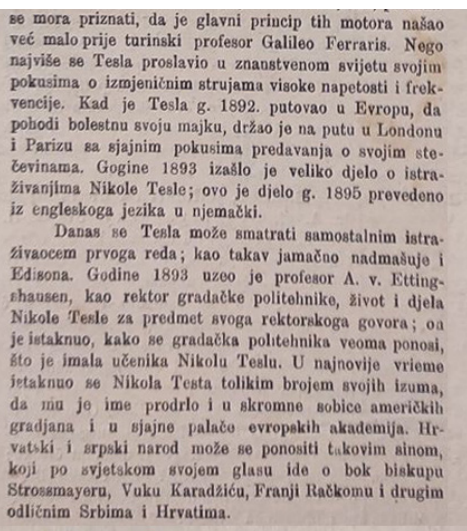 se mora priznati, da je glavni princip tih motora našao
već malo prije turinski profesor Galileo Ferraris. Nego
najviše se Tesla proslavio u znanstvenom svijetu svojim
pokusima o izmjeničnim strujama visoke napetosti i frek-
vencije. Kad je Tesla g. 1892. putovao u Evropu, da
pohodi bolestnu svoju majku, držao je na putu u Londonu
i Parizu sa sjajnim pokusima predavanja o svojim ste-
čevinama. Gogine 1893 izašlo je veliko djelo o istra-
živanjima Nikole Tesle; ovo je djelo g. 1895 prevedeno
iz engleskoga jezika u njemački.
Danas se Tesla može smatrati samostalnim istra-
živaocem prvoga reda; kao takav jamačno nadmašuje i
Edisona. Godine 1893 uzeo je profesor A. v. Etting-
shausen, kao rektor gradačke politehnike, život i djela
Nikole Tesle za predmet svoga rektorskoga govora; on
je istaknuo, kako se gradačka politehnika veoma ponosi,
što je imala učenika Nikolu Teslu. U najnovije vrieme
istaknuo se Nikola Testa tolikim brojem svojih izuma,
da mu je ime prodrlo i u skromne sobice američkih
gradjana i u sjajne palače evropskih akademija. Hr-
vatski i srpski narod može se ponositi takovim sinom,
koji po svjetskom svojem glasu ide o bok biskupu
Strossmayeru, Vuku Karadžiću, Franji Račkomu i drugim
odličnim Srbima i Hrvatima.